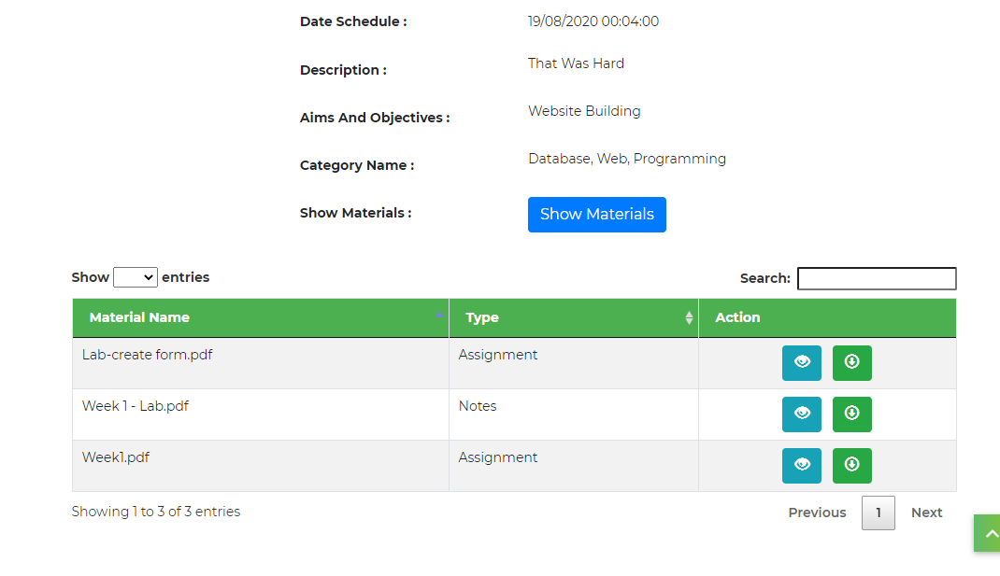 Date Schedule : 19/08/2020 00:04:00
Description : That Was Hard
Aims And Objectives : Website Building
Category Name : Database, Web, Programming
Show Materials : Show Materials
Show entries Search:
Material Name Type Action
Lab-create form.pdf Assignment
Week 1 - Lab.pdf Notes
Week1.pdf Assignment
Showing 1 to 3 of 3 entries Previous 1 Next